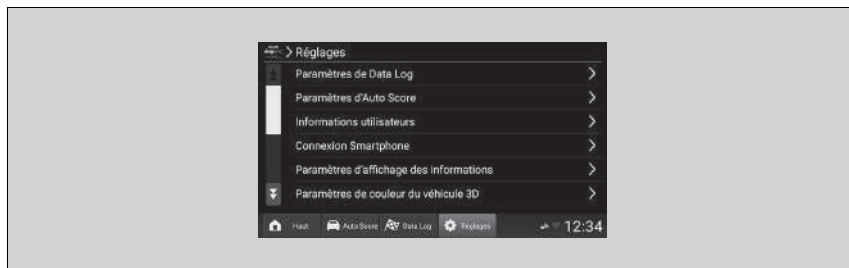 Réglages
Paramètres de Data Log
Paramètres d'Auto Score
Informations utilisateurs
Connexion Smartphone
Paramètres d'affichage des informations
Paramètres de couleur du véhicule 3D
Haut Auto Score Data Log Réglages 12:34